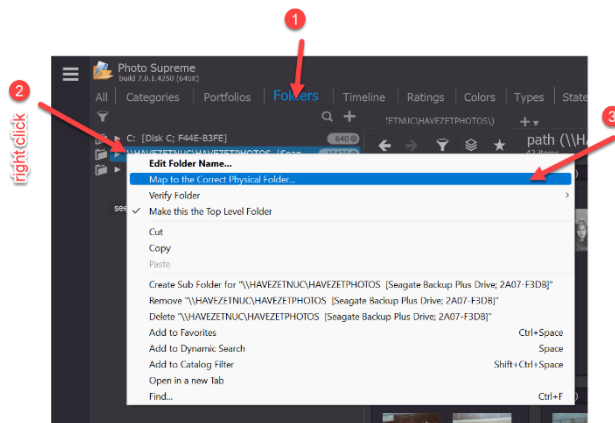 1
Photo Supreme
build 7.0.1.4250 (64bit)
2
All Categories Portfolios Folders Timeline Ratings Colors Types State
right click
'ETNUC\HAVEZETPHOTOS\)
3
C: [Disk C; F44E-B3FE] 640
path (\\H
\\HAVEZETNUC\HAVEZETPHOTOS [Seag
Edit Folder Name...
Map to the Correct Physical Folder...
Verify Folder
see
Make this the Top Level Folder
Cut
Copy
Paste
Create Sub Folder for "\\HAVEZETNUC\HAVEZETPHOTOS [Seagate Backup Plus Drive; 2A07-F3DB]"
Remove "\\HAVEZETNUC\HAVEZETPHOTOS [Seagate Backup Plus Drive; 2A07-F3DB]"
Delete "\\HAVEZETNUC\HAVEZETPHOTOS [Seagate Backup Plus Drive; 2A07-F3DB]"
Add to Favorites Ctrl+Space
Add to Dynamic Search Space
Add to Catalog Filter Shift+Ctrl+Space
Open in a new Tab
Find... Ctrl+F